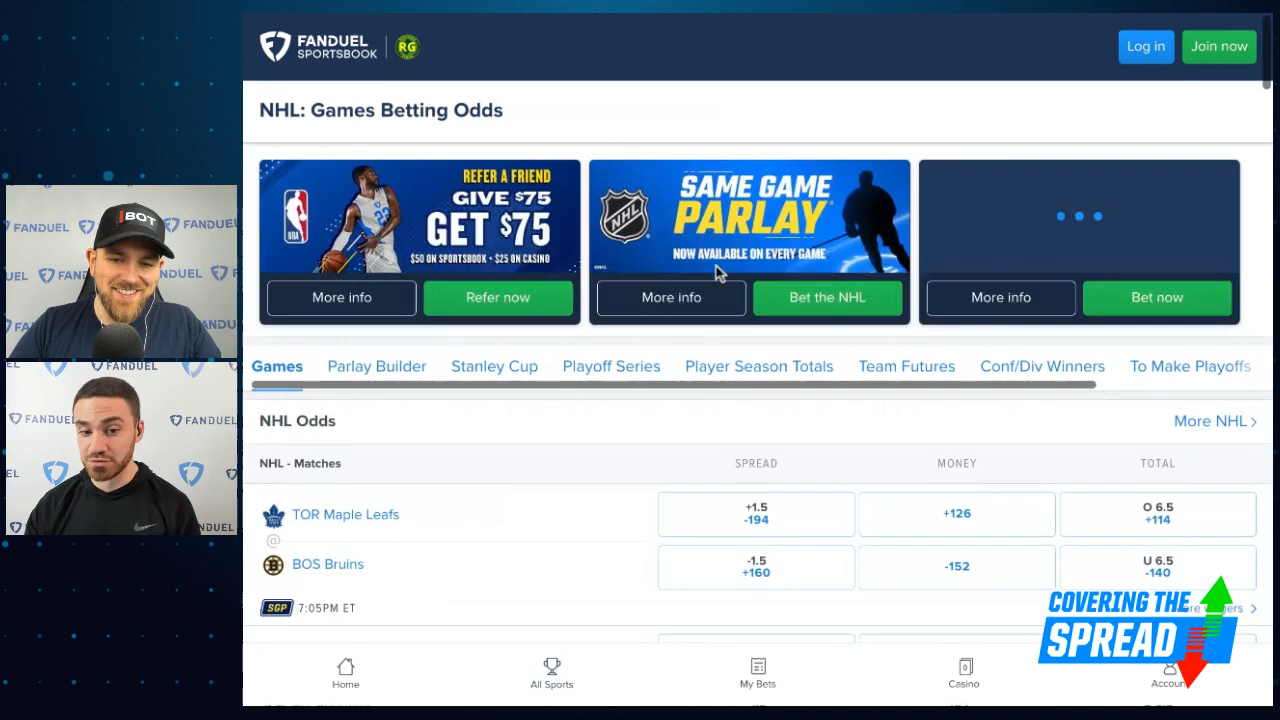 FANDUEL
SPORTSBOOK
RG
Log in
Join now
NHL: Games Betting Odds
NBA
REFER A FRIEND
GIVE $75
GET $75
$50 ON SPORTSBOOK • $25 ON CASINO
More info
Refer now
NHL
SAME GAME
PARLAY
NOW AVAILABLE ON EVERY GAME
More info
Bet the NHL
More info
Bet now
Games
Parlay Builder
Stanley Cup
Playoff Series
Player Season Totals
Team Futures
Conf/Div Winners
To Make Playoffs
NHL Odds
More NHL >
NHL - Matches
SPREAD
MONEY
TOTAL
TOR Maple Leafs
+1.5
-194
+126
O 6.5
+114
@
BOS Bruins
-1.5
+160
-152
U 6.5
-140
SGP
7:05PM ET
COVERING THE
SPREAD
Home
All Sports
My Bets
Casino
BOT
FANDUEL
FANDUEL
FANDUEL
FANDUEL